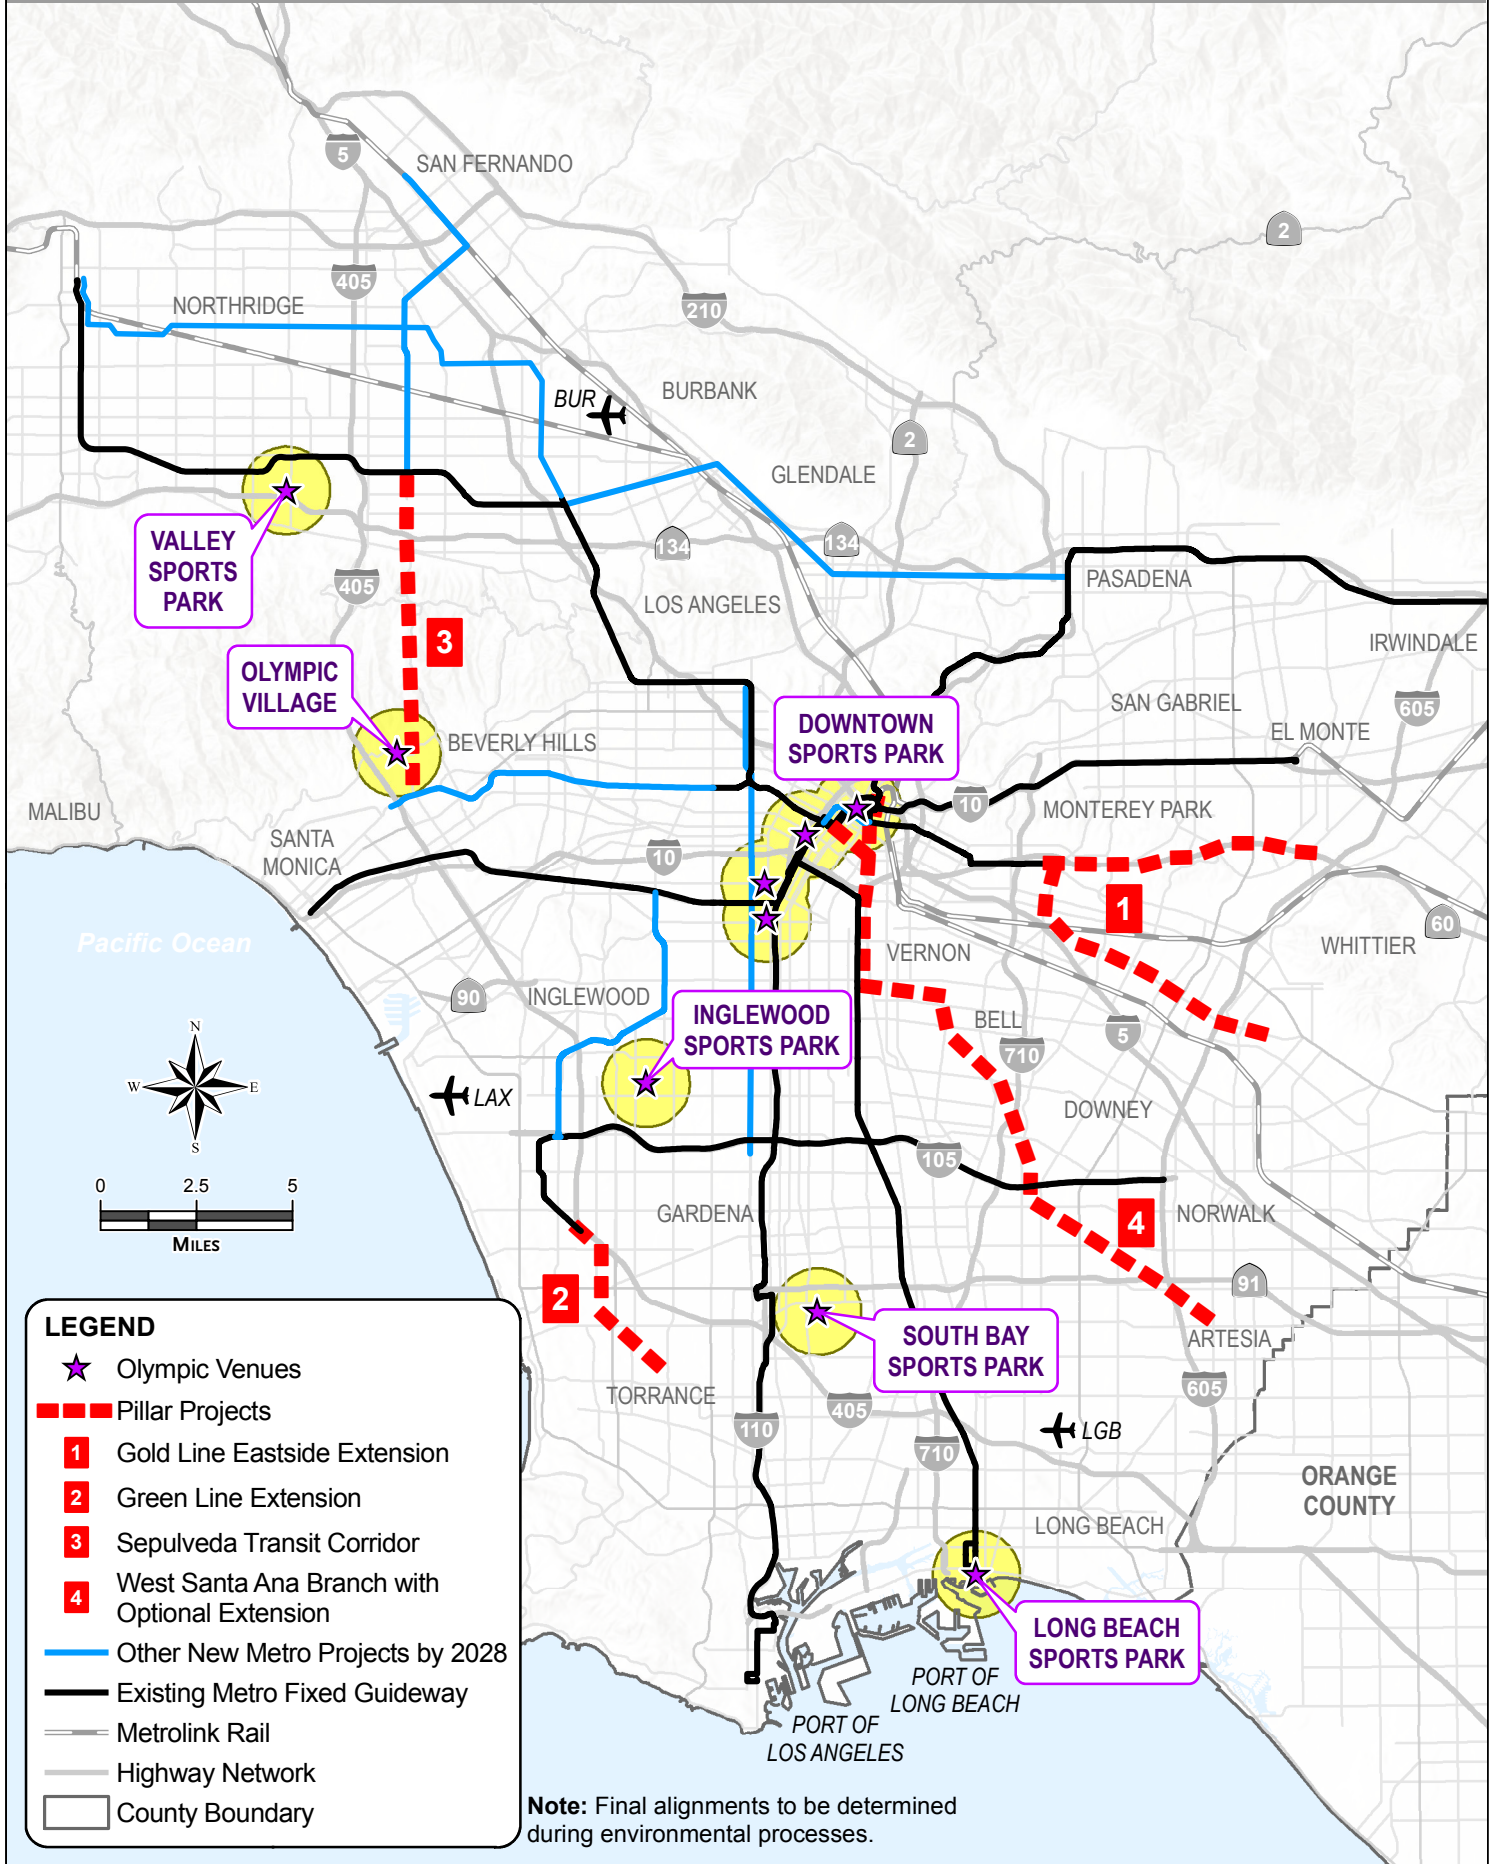 5
SAN FERNANDO
2
405
NORTHRIDGE
210
BUR
BURBANK
2
GLENDALE
VALLEY
SPORTS
PARK
134
134
405
PASADENA
LOS ANGELES
3
IRWINDALE
OLYMPIC
VILLAGE
SAN GABRIEL
605
DOWNTOWN
SPORTS PARK
EL MONTE
BEVERLY HILLS
10
MONTEREY PARK
MALIBU
SANTA
MONICA
10
1
60
Pacific Ocean
WHITTIER
VERNON
90
INGLEWOOD
INGLEWOOD
SPORTS PARK
BELL
5
710
N
W
E
S
LAX
DOWNEY
105
0
2.5
5
MILES
GARDENA
4
NORWALK
2
91
SOUTH BAY
SPORTS PARK
ARTESIA
TORRANCE
605
405
110
710
LGB
ORANGE
COUNTY
LONG BEACH
LONG BEACH
SPORTS PARK
PORT OF
LONG BEACH
PORT OF
LOS ANGELES
LEGEND
Olympic Venues
Pillar Projects
1 Gold Line Eastside Extension
2 Green Line Extension
3 Sepulveda Transit Corridor
4 West Santa Ana Branch with
Optional Extension
Other New Metro Projects by 2028
Existing Metro Fixed Guideway
Metrolink Rail
Highway Network
County Boundary
Note: Final alignments to be determined
during environmental processes.